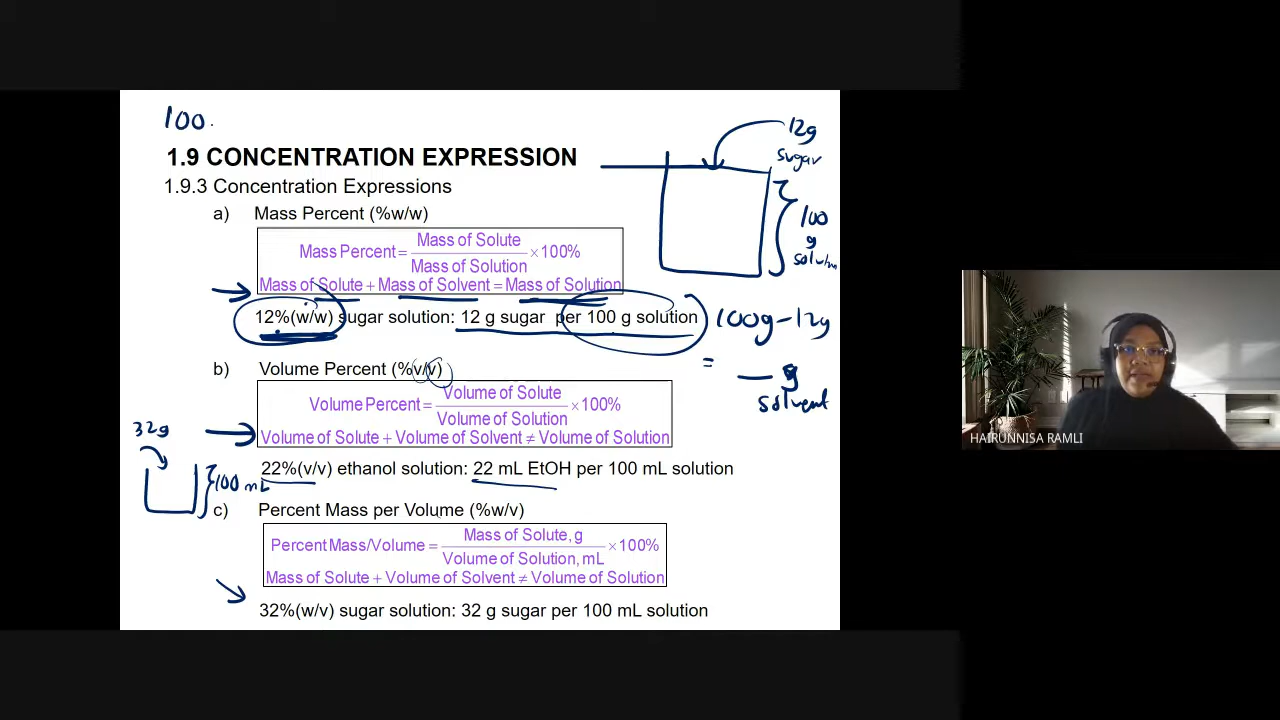 100.
1.9 CONCENTRATION EXPRESSION
1.9.3 Concentration Expressions
12g
sugar
100
g
a) Mass Percent (%w/w)
Mass Percent = Mass of Solute / Mass of Solution ×100%
Mass of Solute + Mass of Solvent = Mass of Solution
12%(w/w) sugar solution: 12 g sugar per 100 g solution
100g-12g
= __ g
solvent
b) Volume Percent (%v/v)
Volume Percent = Volume of Solute / Volume of Solution ×100%
Volume of Solute + Volume of Solvent ≠ Volume of Solution
22%(v/v) ethanol solution: 22 mL EtOH per 100 mL solution
32g
100 mL
c) Percent Mass per Volume (%w/v)
Percent Mass/Volume = Mass of Solute, g / Volume of Solution, mL ×100%
Mass of Solute + Volume of Solvent ≠ Volume of Solution
32%(w/v) sugar solution: 32 g sugar per 100 mL solution
HAIRUNNISA RAMLI